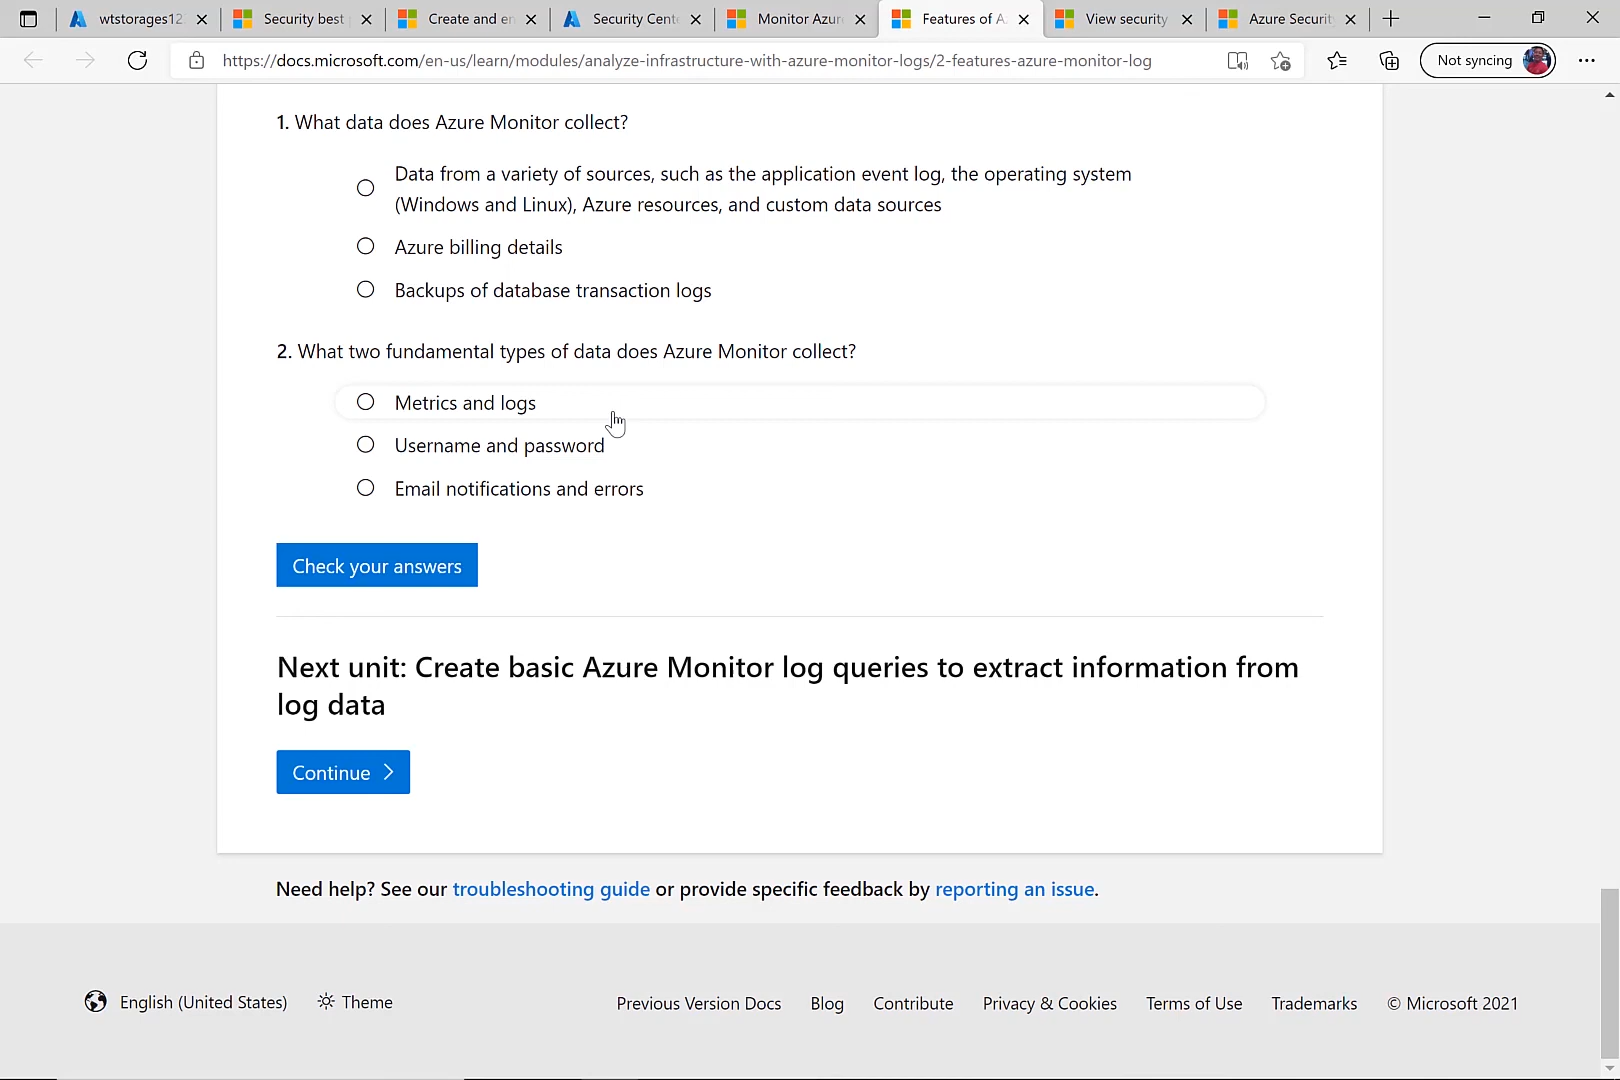 wtstorages12
Security best
Create and en
Security Cent
Monitor Azur
Features of A
View security
Azure Securit
https://docs.microsoft.com/en-us/learn/modules/analyze-infrastructure-with-azure-monitor-logs/2-features-azure-monitor-log
Not syncing
1. What data does Azure Monitor collect?
Data from a variety of sources, such as the application event log, the operating system
(Windows and Linux), Azure resources, and custom data sources
Azure billing details
Backups of database transaction logs
2. What two fundamental types of data does Azure Monitor collect?
Metrics and logs
Username and password
Email notifications and errors
Check your answers
Next unit: Create basic Azure Monitor log queries to extract information from
log data
Continue
Need help? See our troubleshooting guide or provide specific feedback by reporting an issue.
English (United States)
Theme
Previous Version Docs
Blog
Contribute
Privacy & Cookies
Terms of Use
Trademarks
© Microsoft 2021